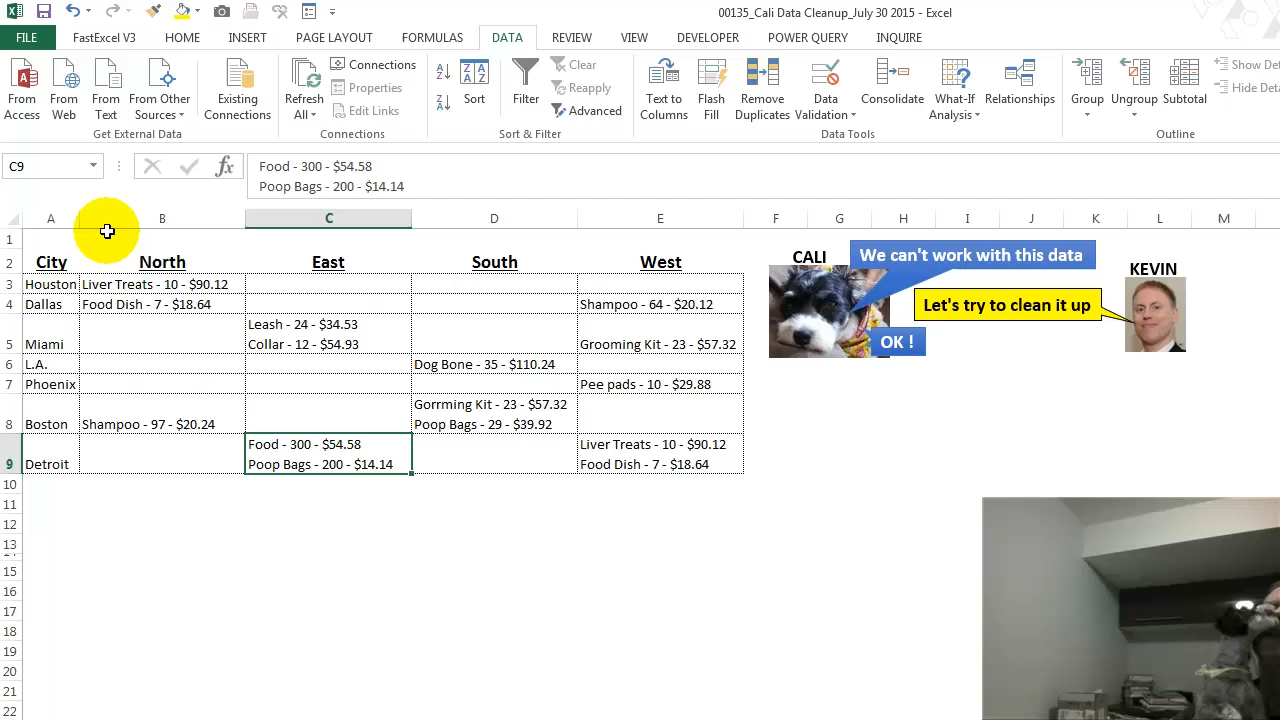 00135_Cali Data Cleanup_July 30 2015 - Excel
FILE FastExcel V3 HOME INSERT PAGE LAYOUT FORMULAS DATA REVIEW VIEW DEVELOPER POWER QUERY INQUIRE
From Access
From Web
From Text
From Other Sources
Get External Data
Existing Connections
Refresh All
Connections
Properties
Edit Links
Connections
Sort
Filter
Clear
Reapply
Advanced
Sort & Filter
Text to Columns
Flash Fill
Remove Duplicates
Data Validation
Consolidate
What-If Analysis
Relationships
Data Tools
Group
Ungroup
Subtotal
Show Det
Hide Deta
Outline
C9
fx
Food - 300 - $54.58
Poop Bags - 200 - $14.14
A B C D E F G H I J K L M
1
2 City North East South West
3 Houston Liver Treats - 10 - $90.12
4 Dallas Food Dish - 7 - $18.64 Shampoo - 64 - $20.12
Leash - 24 - $34.53
5 Miami Collar - 12 - $54.93 Grooming Kit - 23 - $57.32
6 L.A. Dog Bone - 35 - $110.24
7 Phoenix Pee pads - 10 - $29.88
Gorrming Kit - 23 - $57.32
8 Boston Shampoo - 97 - $20.24 Poop Bags - 29 - $39.92
Food - 300 - $54.58 Liver Treats - 10 - $90.12
9 Detroit Poop Bags - 200 - $14.14 Food Dish - 7 - $18.64
10
11
12
13
15
16
17
18
19
20
21
22
CALI
We can't work with this data
KEVIN
Let's try to clean it up
OK !